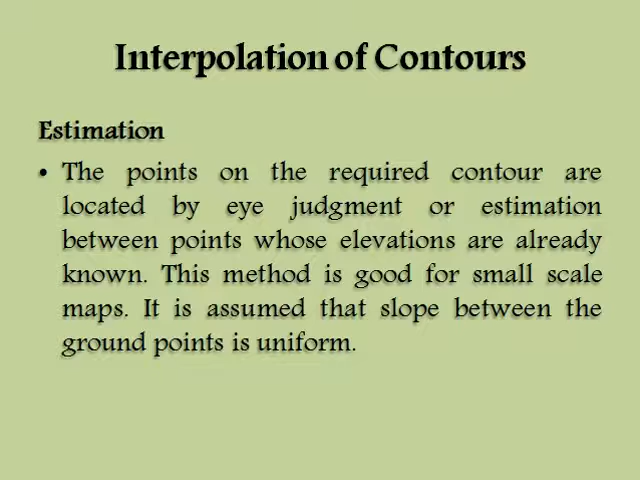 Interpolation of Contours
Estimation
• The points on the required contour are
located by eye judgment or estimation
between points whose elevations are already
known. This method is good for small scale
maps. It is assumed that slope between the
ground points is uniform.